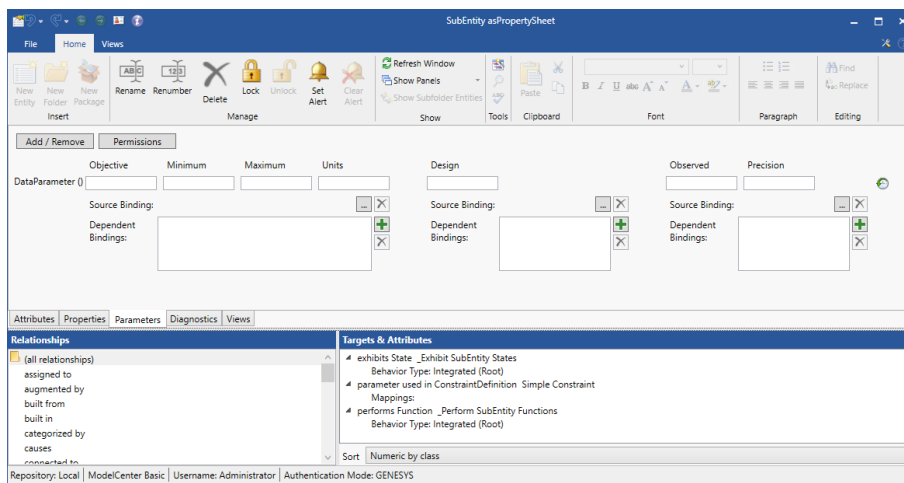 SubEntity asPropertySheet
File Home Views
New Entity New Folder New Package Rename Renumber Delete Lock Unlock Set Alert Clear Alert Refresh Window Show Panels Show Subfolder Entities Paste Find Replace
Insert Manage Show Tools Clipboard Font Paragraph Editing
Add / Remove Permissions
Objective Minimum Maximum Units Design Observed Precision
DataParameter ()
Source Binding: ... Source Binding: ... Source Binding: ...
Dependent Bindings: Dependent Bindings: Dependent Bindings:
Attributes Properties Parameters Diagnostics Views
Relationships
(all relationships)
assigned to
augmented by
built from
built in
categorized by
causes
connected to
Targets & Attributes
exhibits State _Exhibit SubEntity States
Behavior Type: Integrated (Root)
parameter used in ConstraintDefinition Simple Constraint
Mappings:
performs Function _Perform SubEntity Functions
Behavior Type: Integrated (Root)
Sort Numeric by class
Repository: Local ModelCenter Basic Username: Administrator Authentication Mode: GENESYS